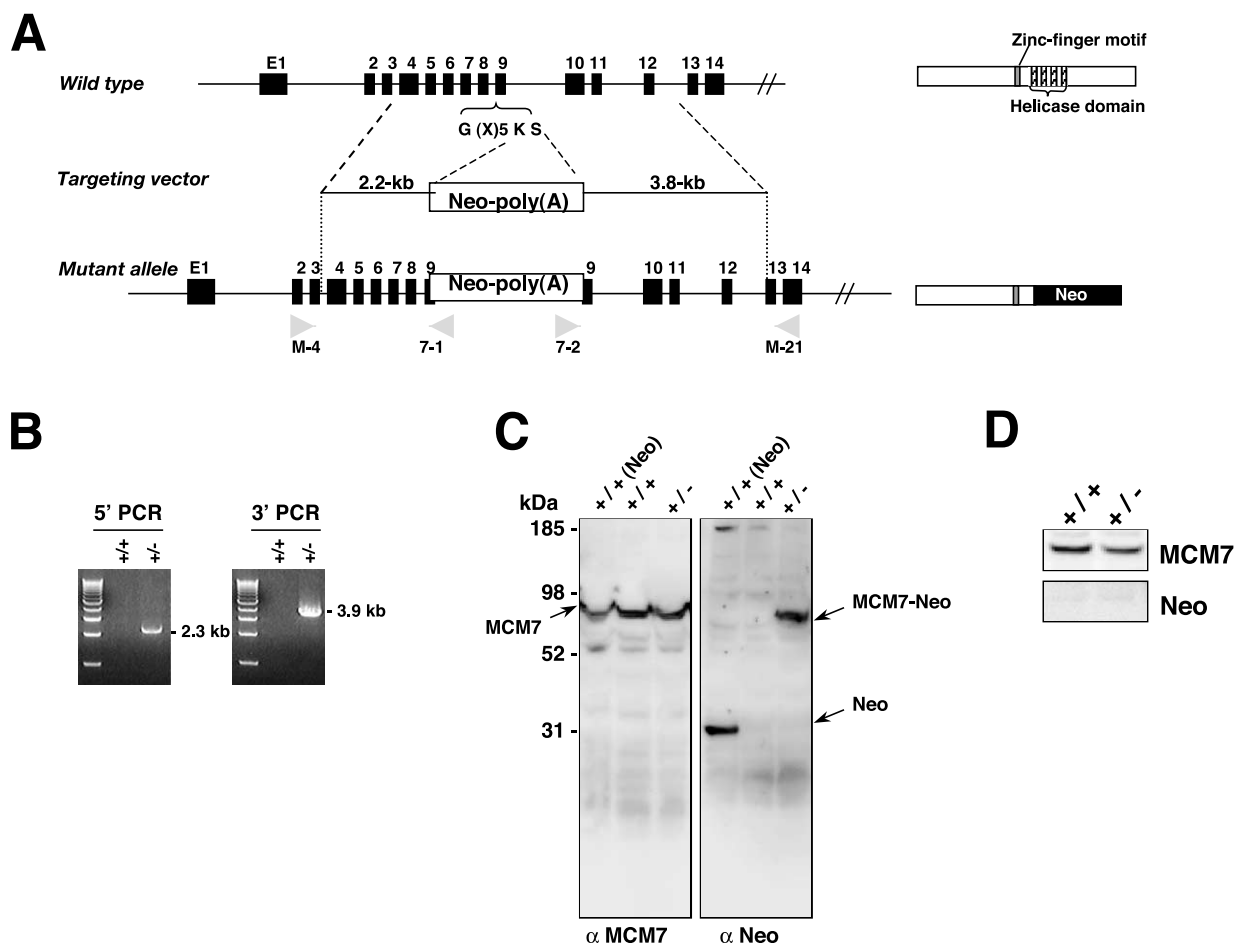 A
E1 2 3 4 5 6 7 8 9 10 11 12 13 14
Wild type
Zinc-finger motif
Helicase domain
G (X)5 K S
Targeting vector
2.2-kb
Neo-poly(A)
3.8-kb
Mutant allele
E1 2 3 4 5 6 7 8 9 9 10 11 12 13 14
Neo-poly(A)
Neo
M-4 7-1 7-2 M-21
B
5' PCR
+/+ +/-
- 2.3 kb
3' PCR
+/+ +/-
- 3.9 kb
C
+/+ (Neo) +/+ +/-
+/+ (Neo) +/+ +/-
kDa
185 -
98 -
52 -
31 -
MCM7
MCM7-Neo
Neo
α MCM7
α Neo
D
+/+ +/-
MCM7
Neo